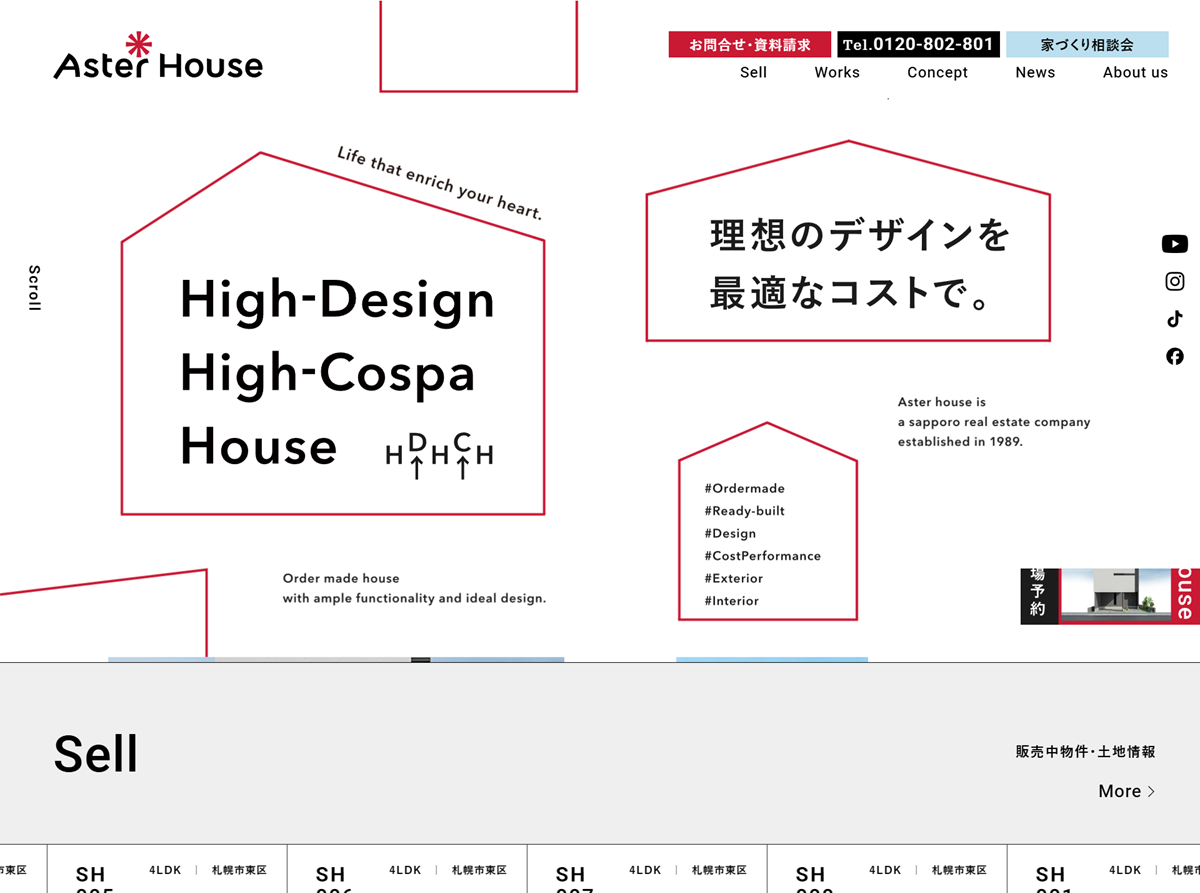 Aster House
お問合せ・資料請求
Tel.0120-802-801
家づくり相談会
Sell
Works
Concept
News
About us
Life that enrich your heart.
High-Design
High-Cospa
House
HDHCH
理想のデザインを
最適なコストで。
Scroll
Aster house is
a sapporo real estate company
established in 1989.
#Ordermade
#Ready-built
#Design
#CostPerformance
#Exterior
#Interior
Order made house
with ample functionality and ideal design.
場予約
ouse
Sell
販売中物件・土地情報
More
市東区
SH
4LDK
札幌市東区
SH
4LDK
札幌市東区
SH
4LDK
札幌市東区
SH
4LDK
札幌市東区
SH
4LDK
札幌